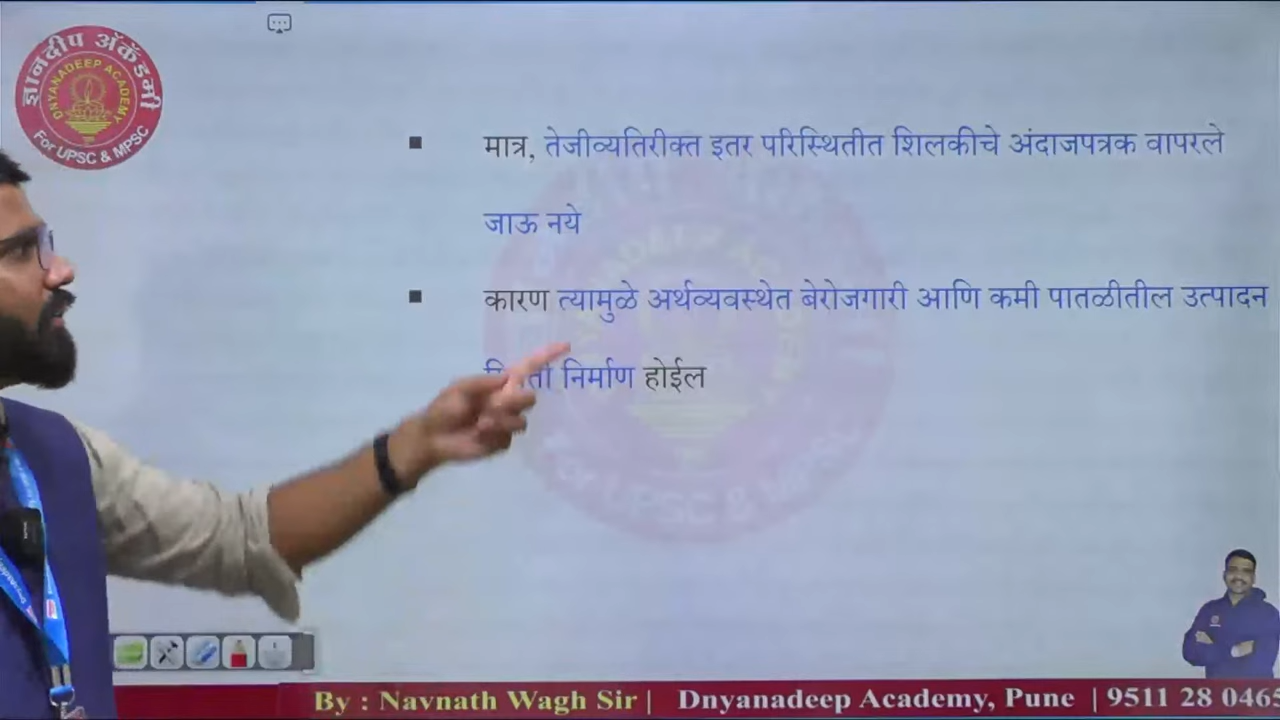 ज्ञानदीप अॅकॅडमी
DNYANADEEP ACADEMY
For UPSC & MPSC
मात्र, तेजीव्यतिरीक्त इतर परिस्थितीत शिलकीचे अंदाजपत्रक वापरले
जाऊ नये
कारण त्यामुळे अर्थव्यवस्थेत बेरोजगारी आणि कमी पातळीतील उत्पादन
निर्माण होईल
By : Navnath Wagh Sir | Dnyanadeep Academy, Pune | 9511 28 0465